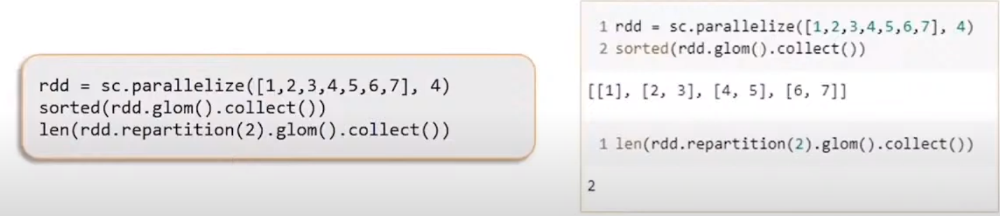 rdd = sc.parallelize([1,2,3,4,5,6,7], 4)
sorted(rdd.glom().collect())
len(rdd.repartition(2).glom().collect())
1 rdd = sc.parallelize([1,2,3,4,5,6,7], 4)
2 sorted(rdd.glom().collect())
[[1], [2, 3], [4, 5], [6, 7]]
1 len(rdd.repartition(2).glom().collect())
2